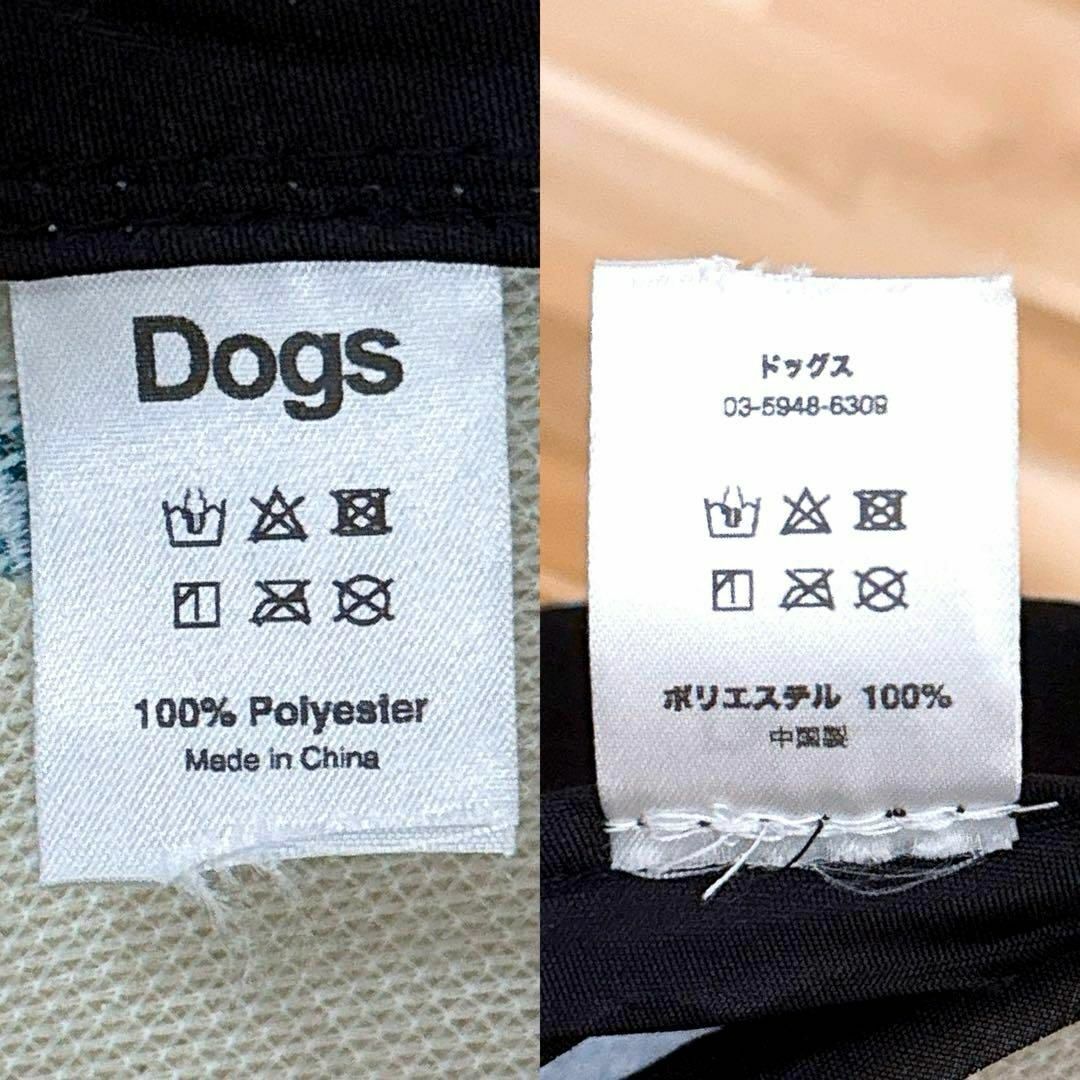 Dogs
100% Polyester
Made in China
ドッグス
03-5948-6309
ポリエステル 100%
中国製